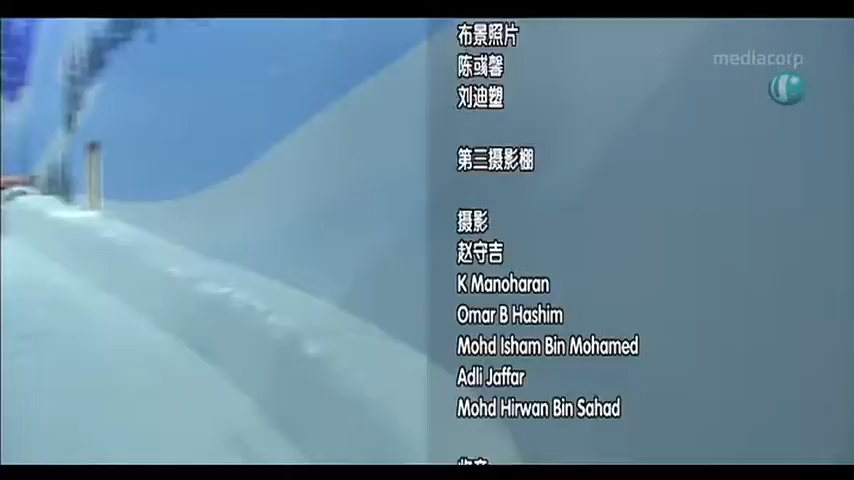 布景照片
陈彧馨
刘迪塑
mediacorp
第三摄影棚
摄影
赵守吉
K Manoharan
Omar B Hashim
Mohd Isham Bin Mohamed
Adli Jaffar
Mohd Hirwan Bin Sahad